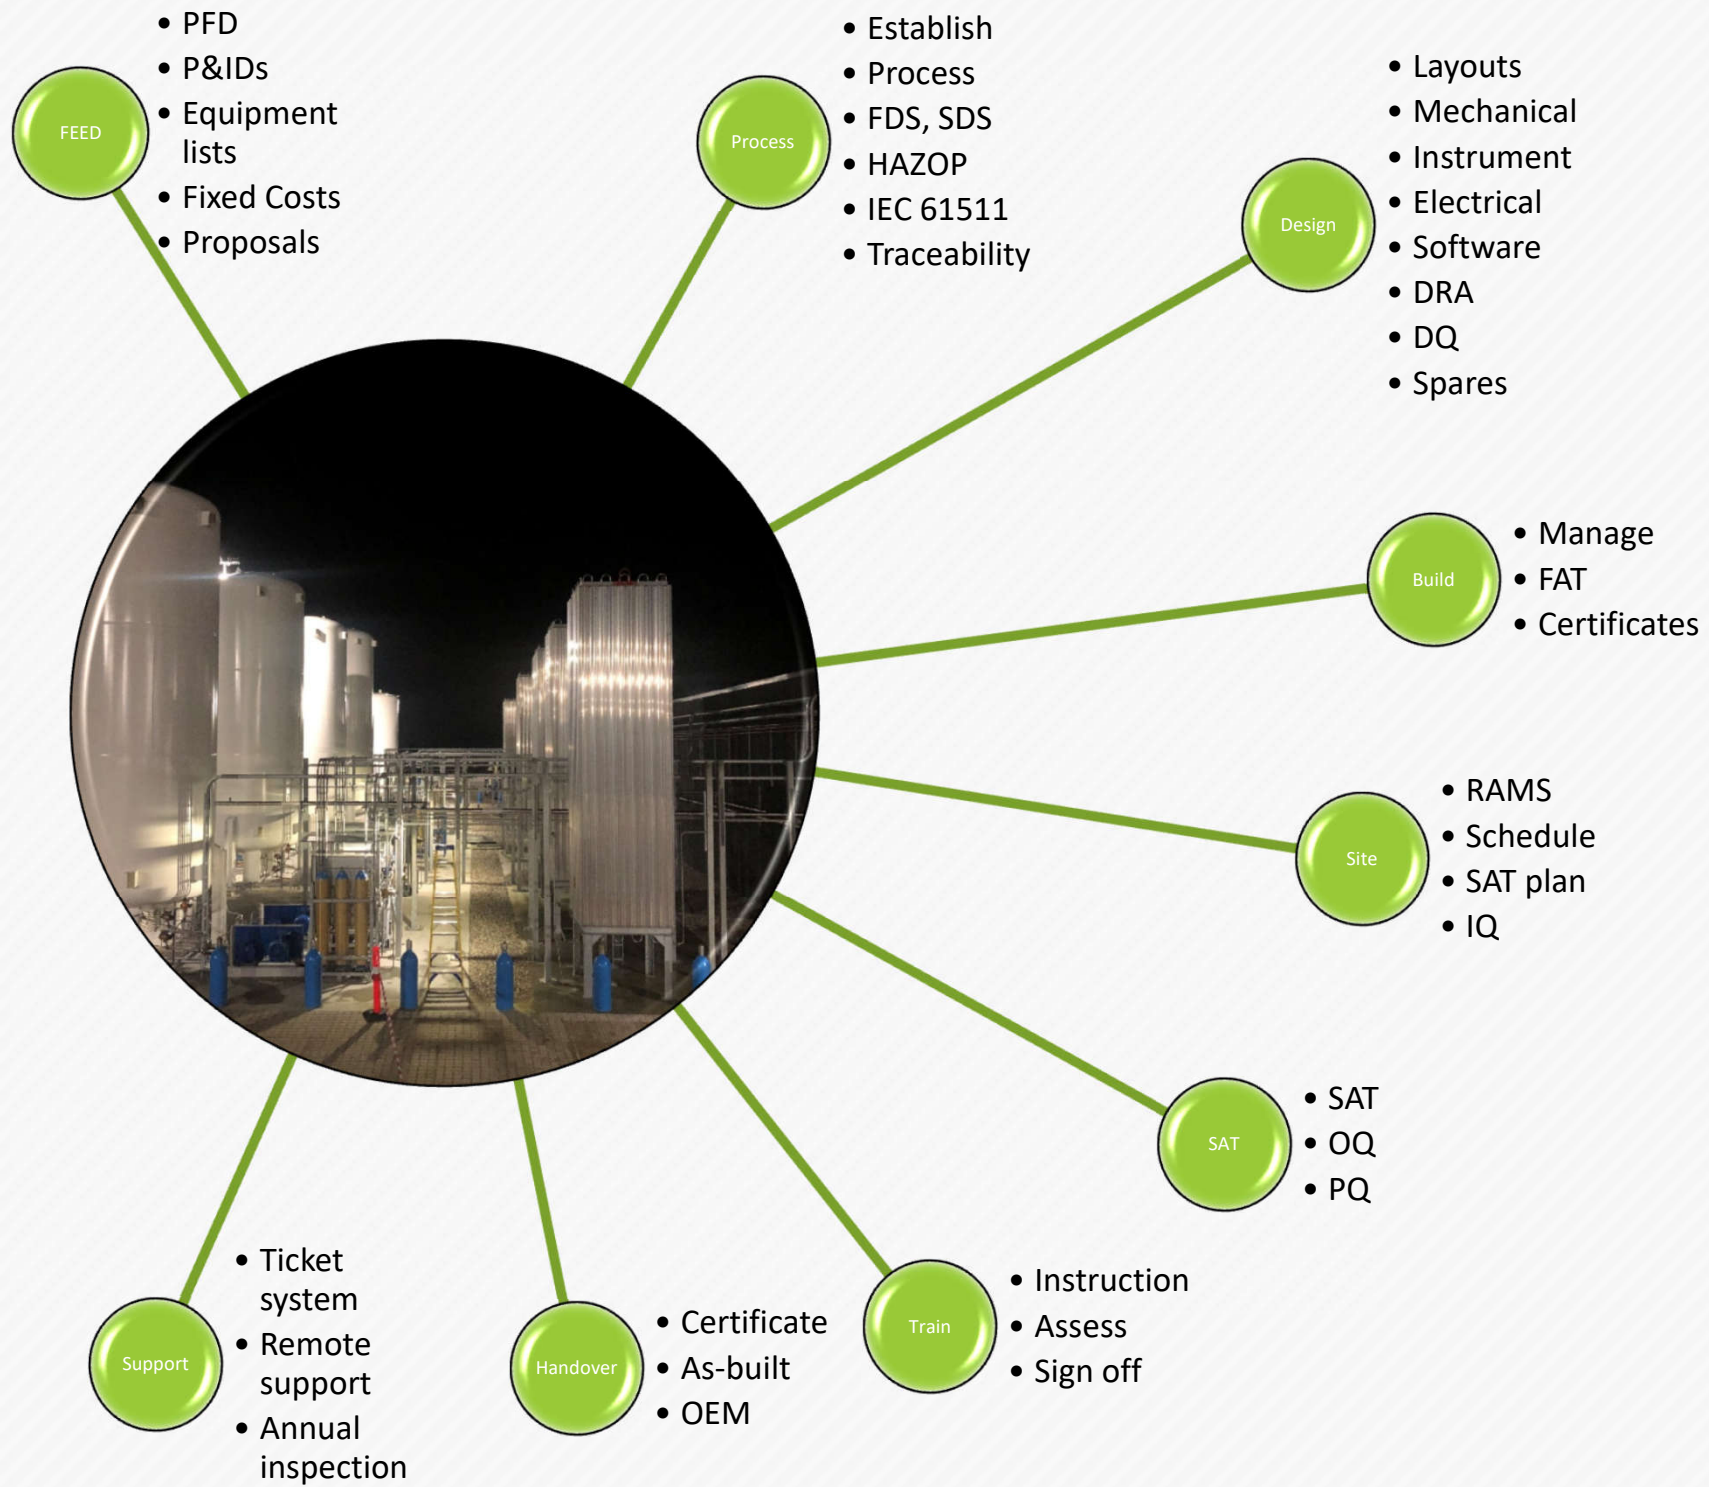 FEED
• PFD
• P&IDs
• Equipment
lists
• Fixed Costs
• Proposals
Process
• Establish
• Process
• FDS, SDS
• HAZOP
• IEC 61511
• Traceability
Design
• Layouts
• Mechanical
• Instrument
• Electrical
• Software
• DRA
• DQ
• Spares
Build
• Manage
• FAT
• Certificates
Site
• RAMS
• Schedule
• SAT plan
• IQ
SAT
• SAT
• OQ
• PQ
Train
• Instruction
• Assess
• Sign off
Handover
• Certificate
• As-built
• OEM
Support
• Ticket
system
• Remote
support
• Annual
inspection